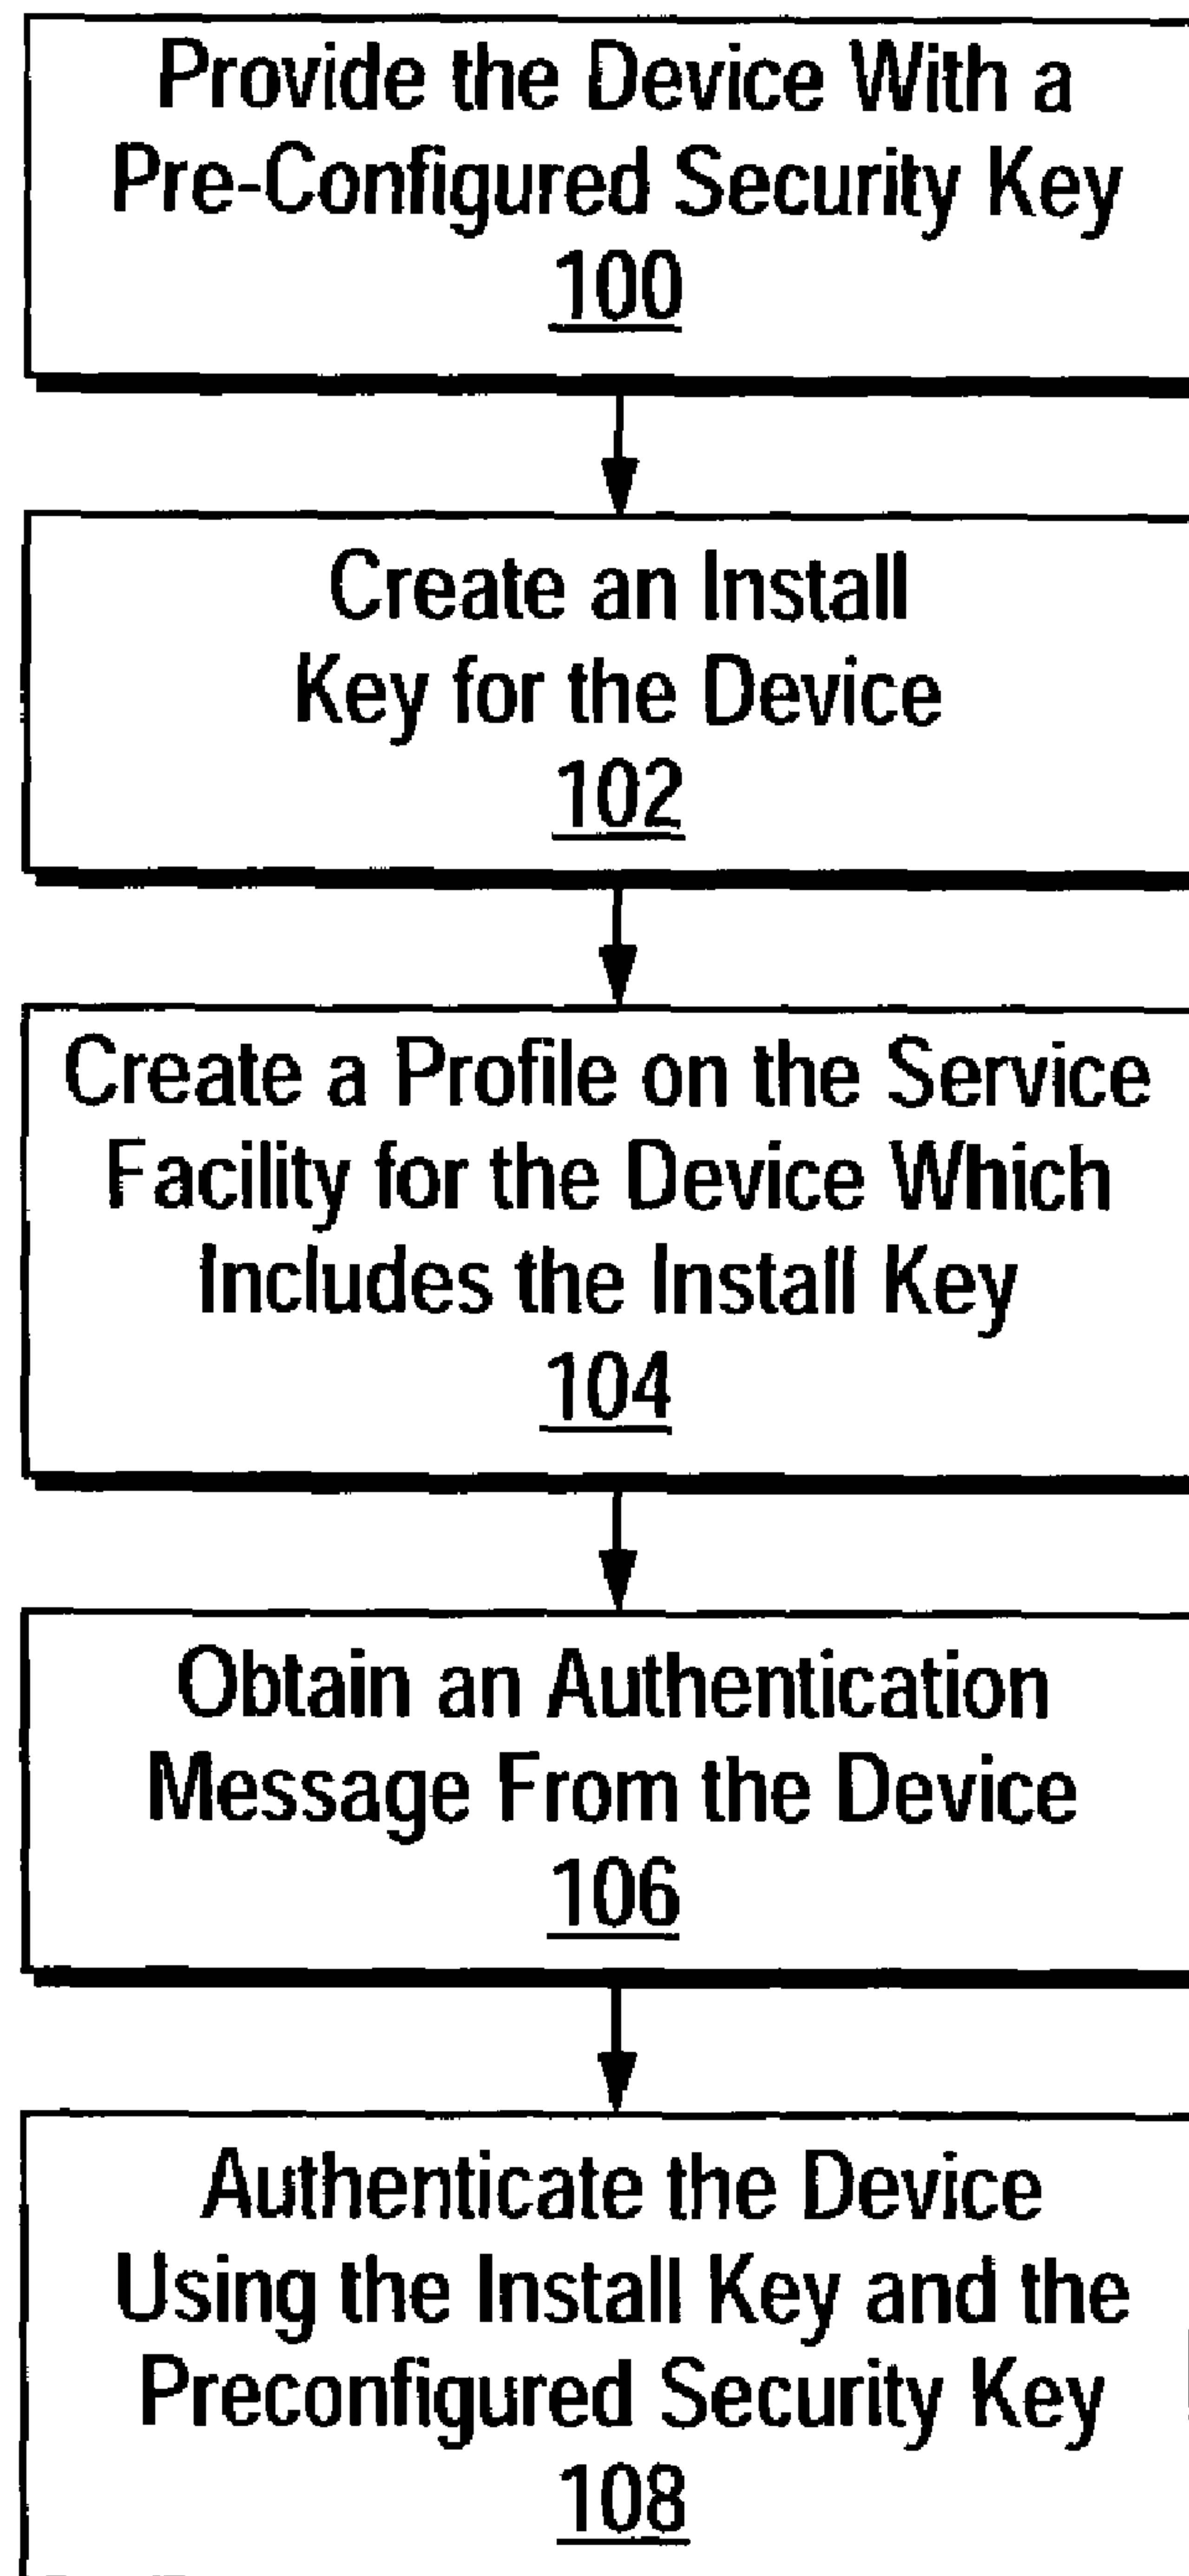 Provide the Device With a
Pre-Configured Security Key
100
Create an Install
Key for the Device
102
Create a Profile on the Service
Facility for the Device Which
Includes the Install Key
104
Obtain an Authentication
Message From the Device
106
Authenticate the Device
Using the Install Key and the
Preconfigured Security Key
108